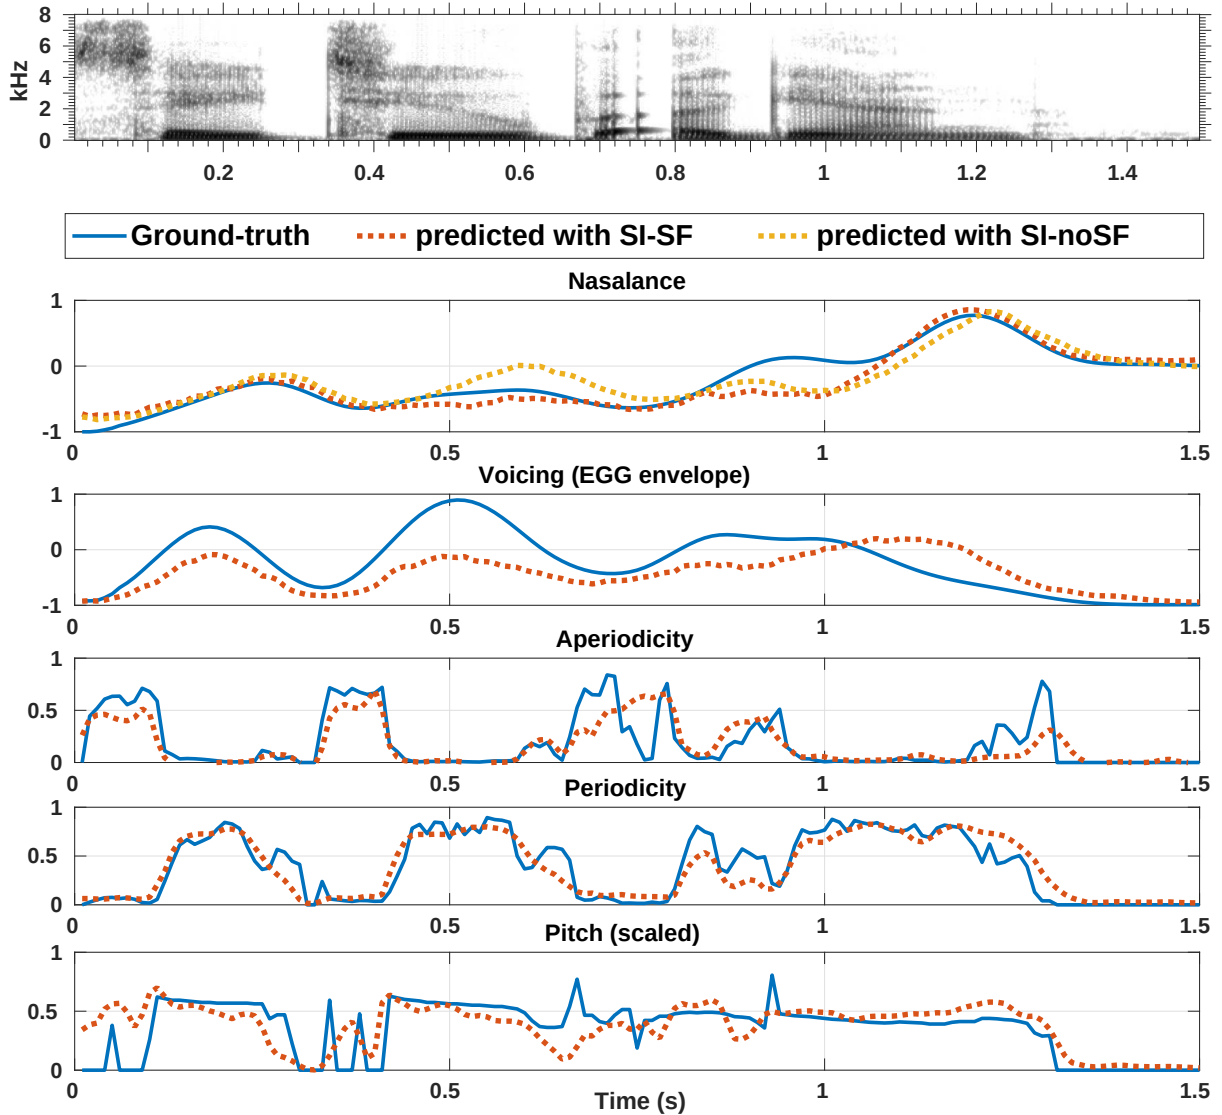 8
6
4
2
0
kHz
0.2 0.4 0.6 0.8 1 1.2 1.4
Ground-truth predicted with SI-SF predicted with SI-noSF
Nasalance
1
0
-1
0 0.5 1 1.5
Voicing (EGG envelope)
1
0
-1
0 0.5 1 1.5
Aperiodicity
1
0.5
0
0 0.5 1 1.5
Periodicity
1
0.5
0
0 0.5 1 1.5
Pitch (scaled)
1
0.5
0
0 0.5 1 1.5
Time (s)